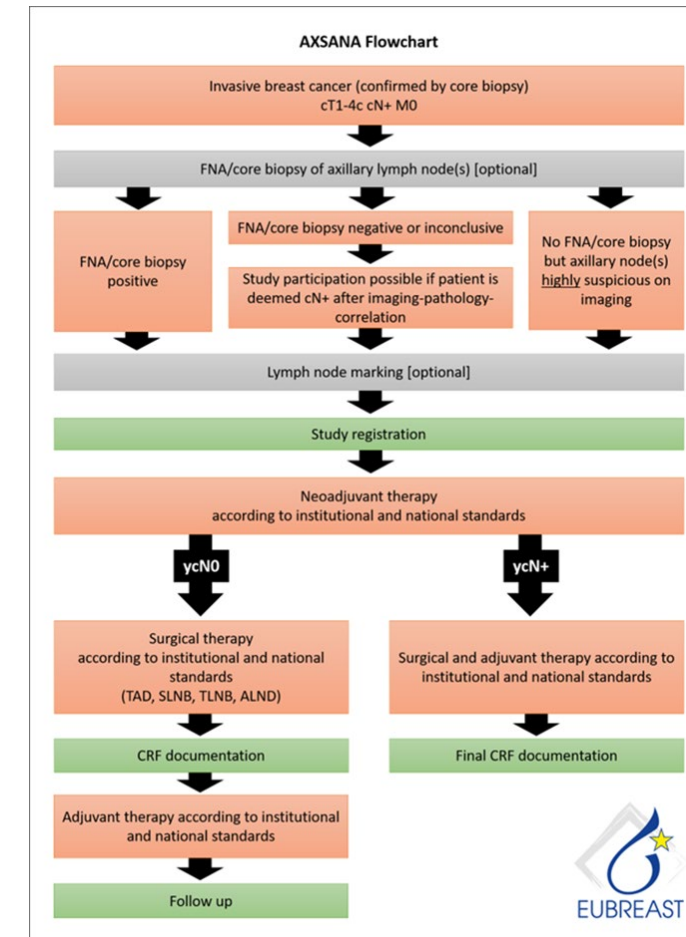 AXSANA Flowchart
Invasive breast cancer (confirmed by core biopsy)
cT1-4c cN+ M0
FNA/core biopsy of axillary lymph node(s) [optional]
FNA/core biopsy
positive
FNA/core biopsy negative or inconclusive
Study participation possible if patient is
deemed cN+ after imaging-pathology-
correlation
No FNA/core biopsy
but axillary node(s)
highly suspicious on
imaging
Lymph node marking [optional]
Study registration
Neoadjuvant therapy
according to institutional and national standards
ycN0
ycN+
Surgical therapy
according to institutional and national
standards
(TAD, SLNB, TLNB, ALND)
Surgical and adjuvant therapy according to
institutional and national standards
CRF documentation
Final CRF documentation
Adjuvant therapy according to institutional
and national standards
Follow up
EUBREAST